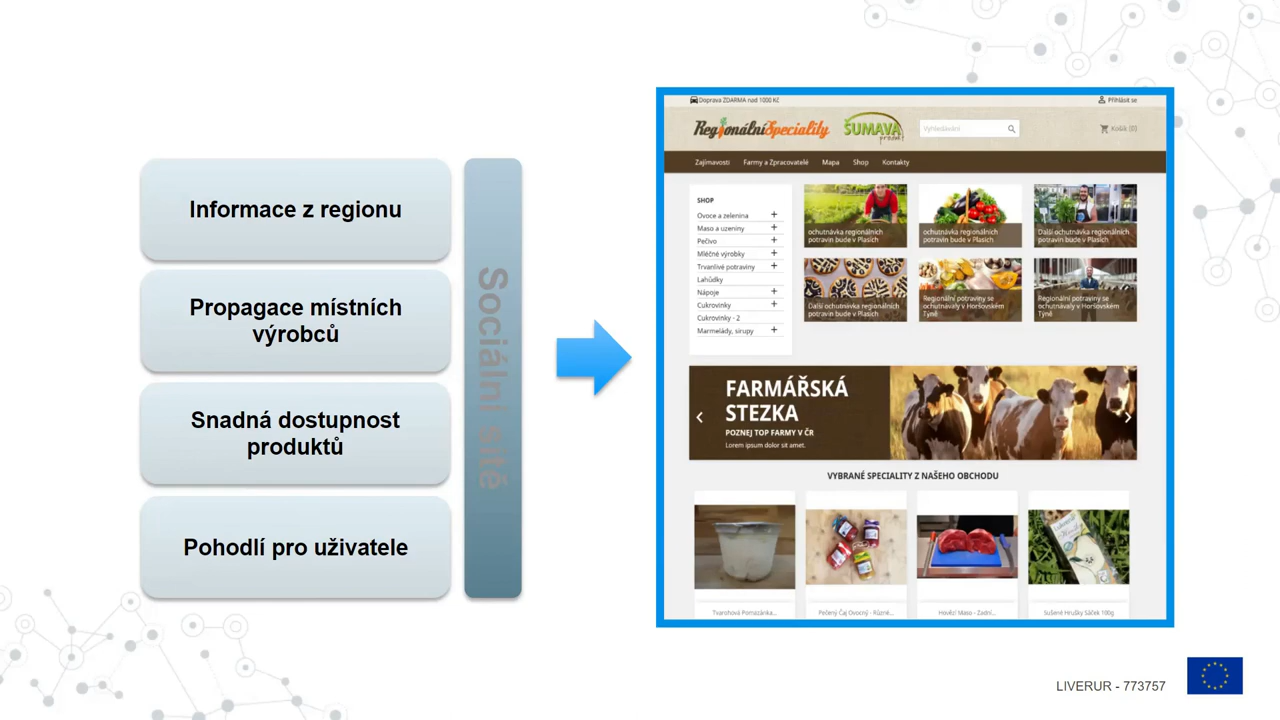 Informace z regionu
Propagace místních
výrobců
Snadná dostupnost
produktů
Pohodlí pro uživatele
Sociální sítě
Doprava ZDARMA nad 1000 Kč
Přihlásit se
RegionálníSpeciality
ŠUMAVA
produkt
Vyhledávání
Košík (0)
Zajímavosti
Farmy a Zpracovatelé
Mapa
Shop
Kontakty
SHOP
Ovoce a zelenina
Maso a uzeniny
Pečivo
Mléčné výrobky
Trvanlivé potraviny
Lahůdky
Nápoje
Cukrovinky
Cukrovinky - 2
Marmelády, sirupy
ochutnávka regionálních
potravin bude v Plasích
ochutnávka regionálních
potravin bude v Plasích
Další ochutnávka regionálních
potravin bude v Plasích
Další ochutnávka regionálních
potravin bude v Plasích
Regionální potraviny se
ochutnávaly v Horšovském
Týně
Regionální potraviny se
ochutnávaly v Horšovském
Týně
FARMÁŘSKÁ
STEZKA
POZNEJ TOP FARMY V ČR
Lorem ipsum dolor sit amet.
VYBRANÉ SPECIALITY Z NAŠEHO OBCHODU
Tvarohová Pomazánka...
Pečený Čaj Ovocný - Různé...
Hovězí Maso - Zadní...
Sušené Hrušky Sáček 100g
LIVERUR - 773757